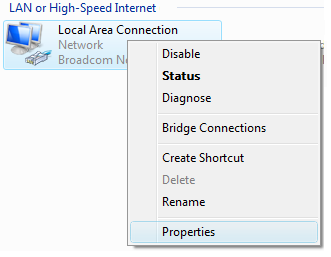 LAN or High-Speed Internet
Local Area Connection
Network
Broadcom Ne
Disable
Status
Diagnose
Bridge Connections
Create Shortcut
Delete
Rename
Properties